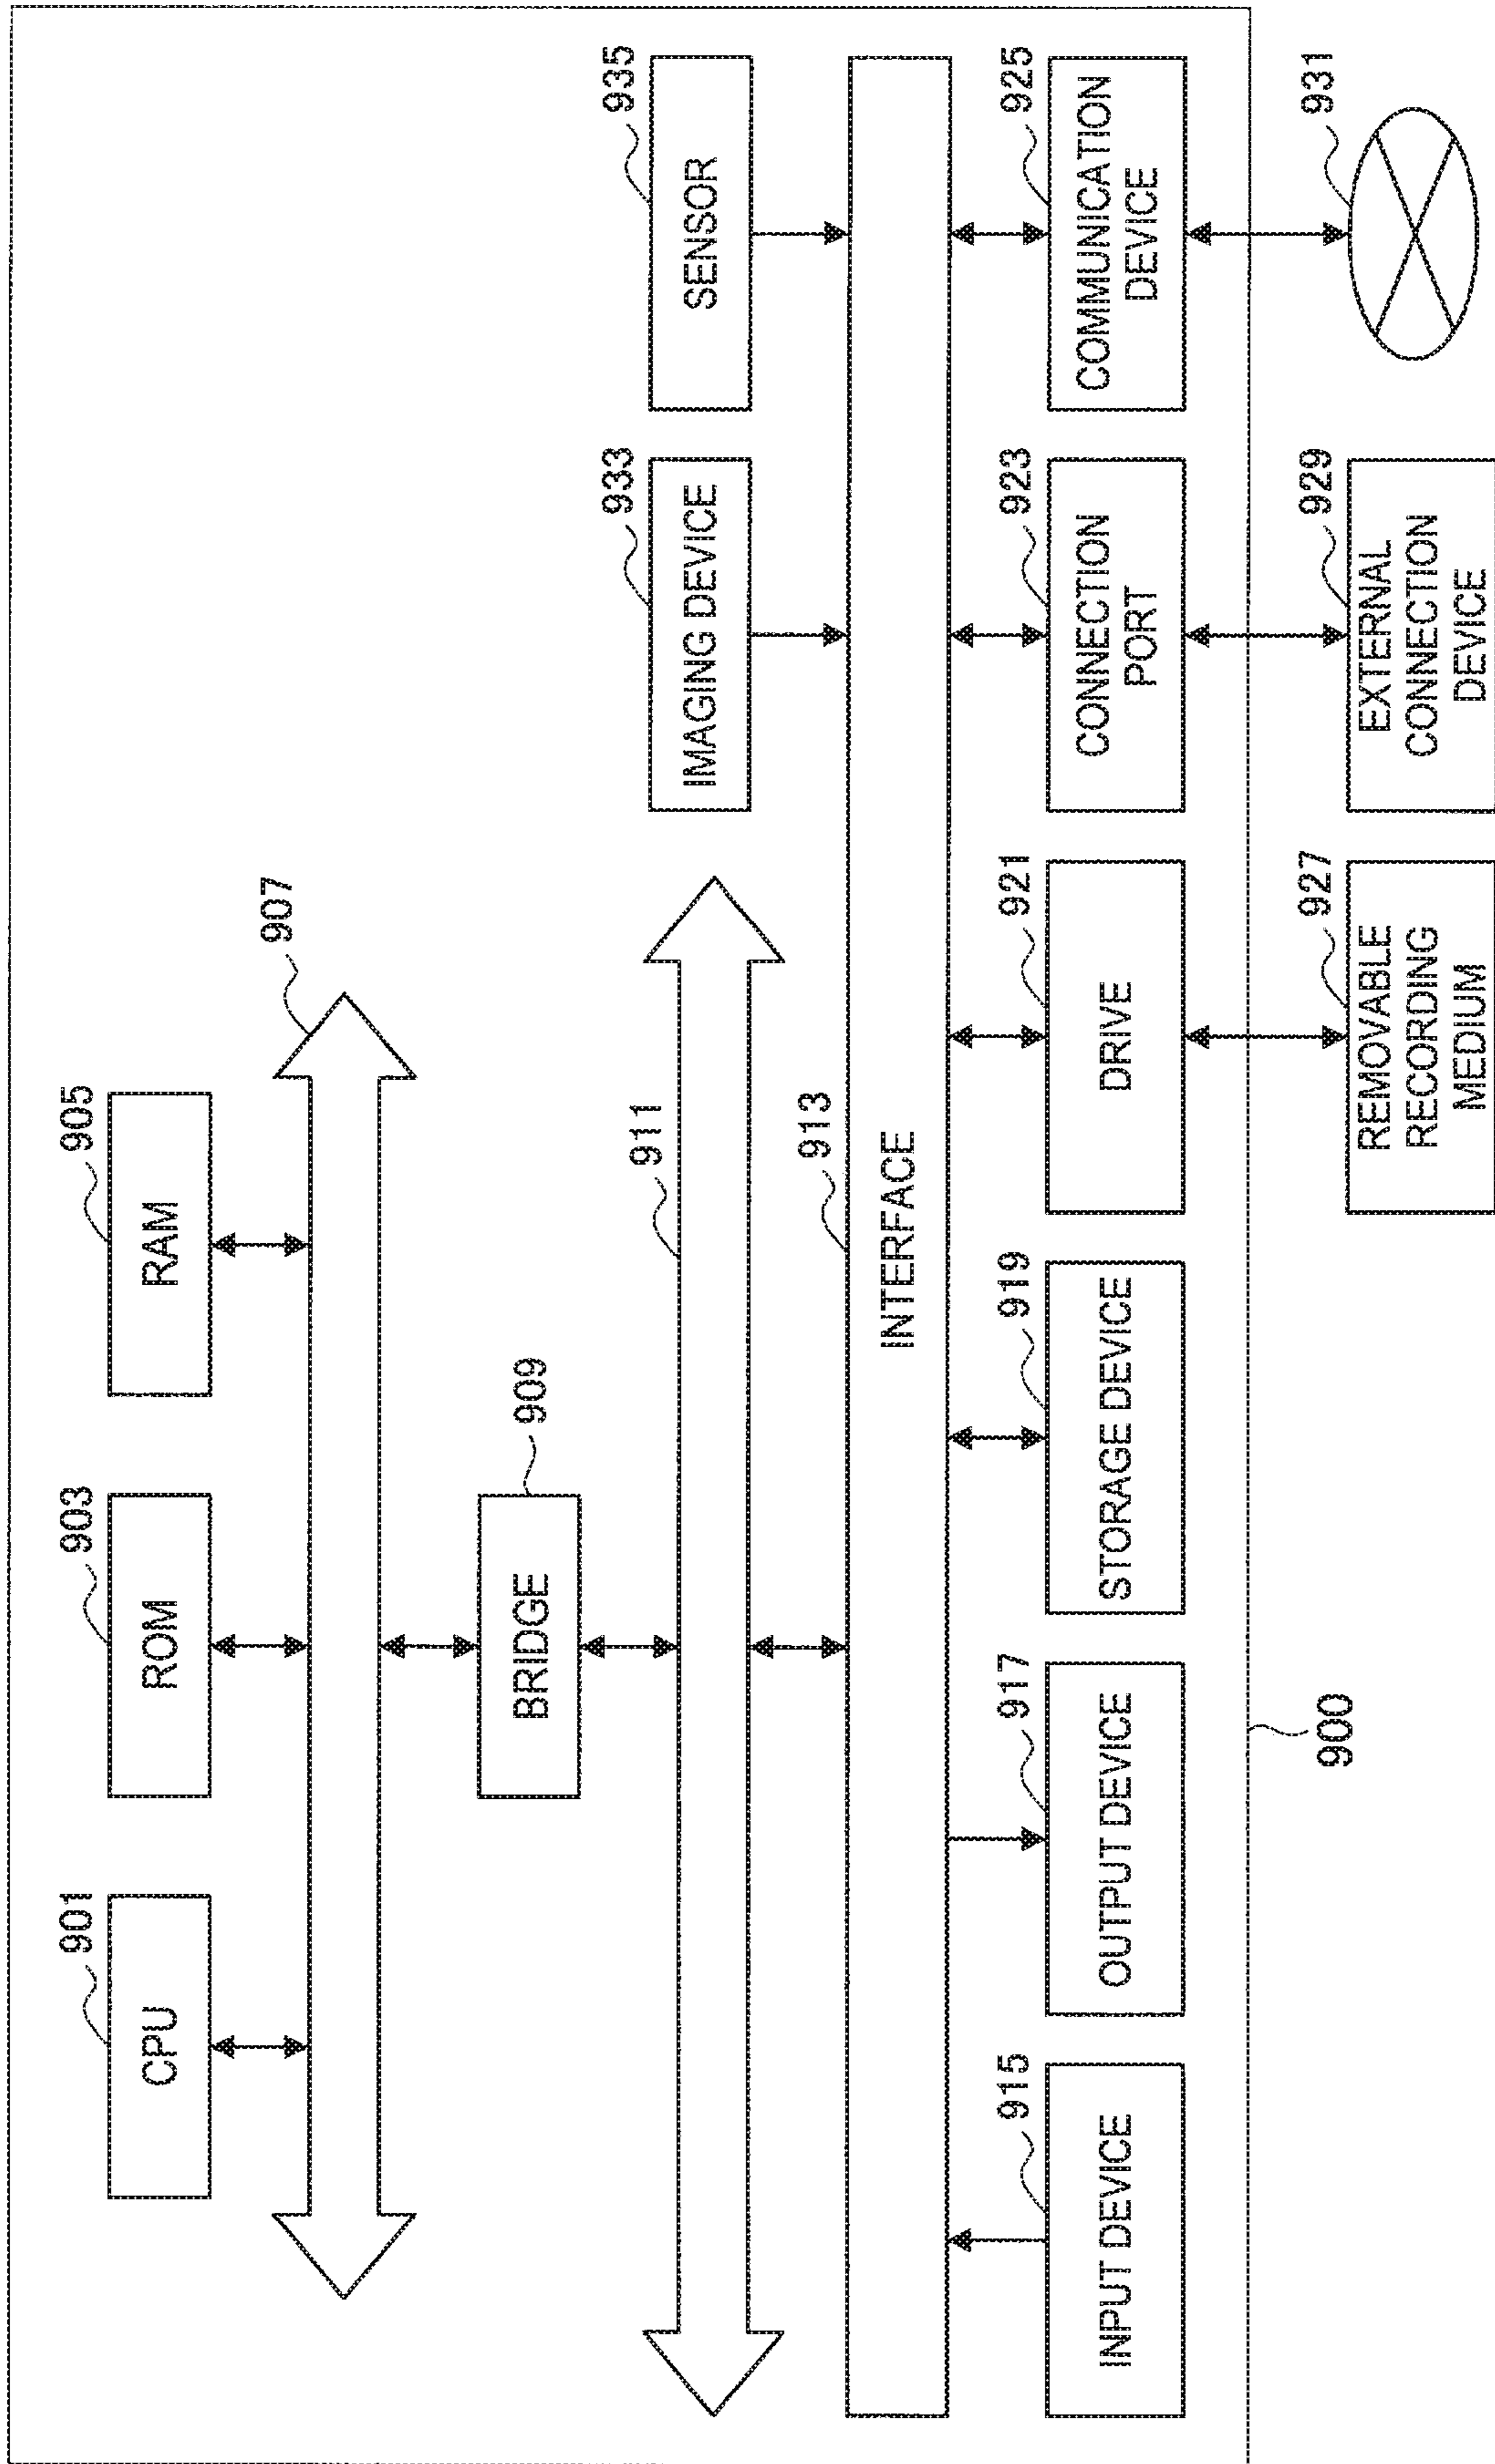 901
903
905
CPU
ROM
RAM
907
909
BRIDGE
911
933
935
IMAGING DEVICE
SENSOR
913
INTERFACE
915
917
919
921
923
925
INPUT DEVICE
OUTPUT DEVICE
STORAGE DEVICE
DRIVE
CONNECTION
PORT
COMMUNICATION
DEVICE
900
927
929
931
REMOVABLE
RECORDING
MEDIUM
EXTERNAL
CONNECTION
DEVICE